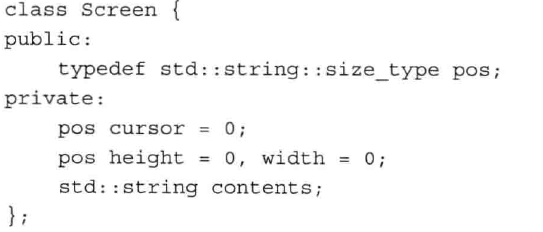 class Screen {
public:
    typedef std::string::size_type pos;
private:
    pos cursor = 0;
    pos height = 0, width = 0;
    std::string contents;
};